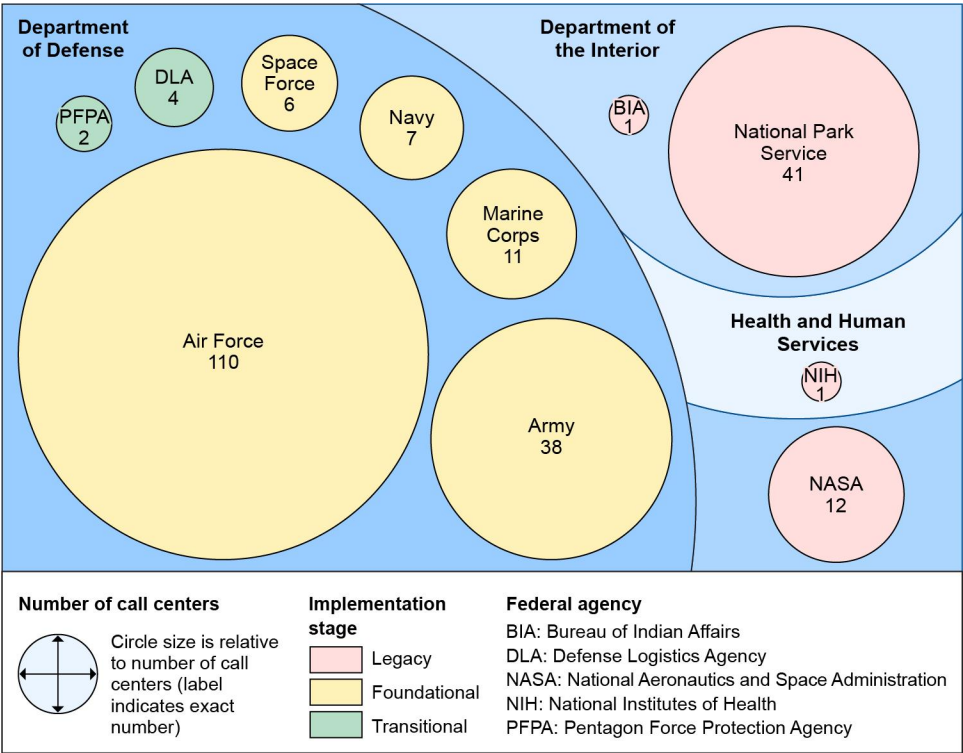 Department
of Defense
PFPA
2
DLA
4
Space
Force
6
Navy
7
Marine
Corps
11
Air Force
110
Army
38
Department of
the Interior
BIA
1
National Park
Service
41
Health and Human
Services
NIH
1
NASA
12
Number of call centers
Circle size is relative
to number of call
centers (label
indicates exact
number)
Implementation
stage
Legacy
Foundational
Transitional
Federal agency
BIA: Bureau of Indian Affairs
DLA: Defense Logistics Agency
NASA: National Aeronautics and Space Administration
NIH: National Institutes of Health
PFPA: Pentagon Force Protection Agency